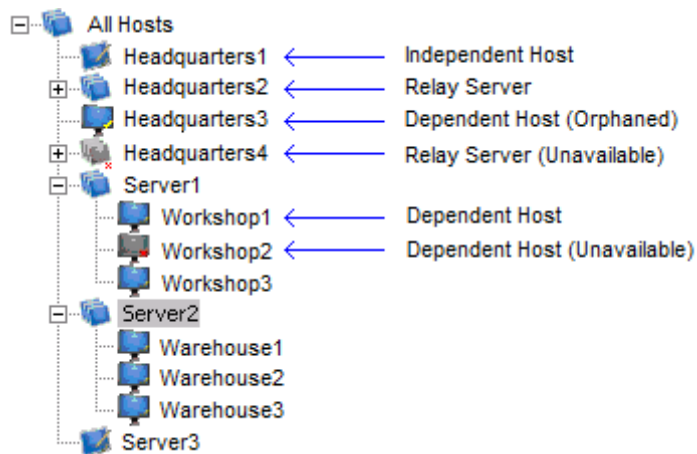 All Hosts
Headquarters1 Independent Host
Headquarters2 Relay Server
Headquarters3 Dependent Host (Orphaned)
Headquarters4 Relay Server (Unavailable)
Server1
Workshop1 Dependent Host
Workshop2 Dependent Host (Unavailable)
Workshop3
Server2
Warehouse1
Warehouse2
Warehouse3
Server3